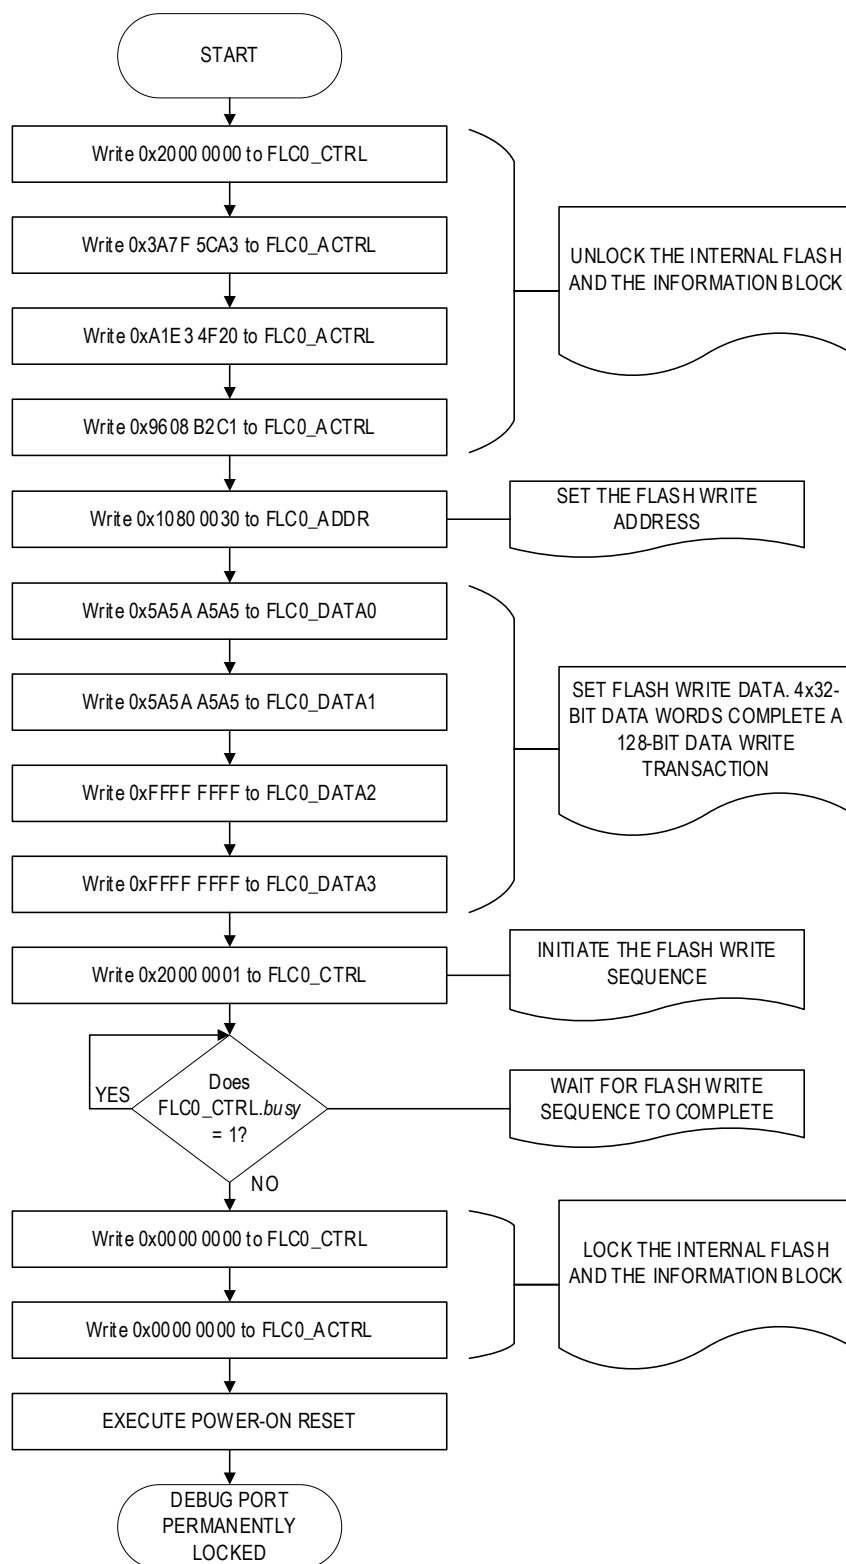 START
Write 0x2000 0000 to FLC0_CTRL
Write 0x3A7F 5CA3 to FLC0_ACTRL
UNLOCK THE INTERNAL FLASH
AND THE INFORMATION BLOCK
Write 0xA1E3 4F20 to FLC0_ACTRL
Write 0x9608 B2C1 to FLC0_ACTRL
Write 0x1080 0030 to FLC0_ADDR
SET THE FLASH WRITE
ADDRESS
Write 0x5A5A A5A5 to FLC0_DATA0
Write 0x5A5A A5A5 to FLC0_DATA1
SET FLASH WRITE DATA. 4x32-
BIT DATA WORDS COMPLETE A
128-BIT DATA WRITE
TRANSACTION
Write 0xFFFF FFFF to FLC0_DATA2
Write 0xFFFF FFFF to FLC0_DATA3
Write 0x2000 0001 to FLC0_CTRL
INITIATE THE FLASH WRITE
SEQUENCE
Does
FLC0_CTRL.busy
= 1?
YES
NO
WAIT FOR FLASH WRITE
SEQUENCE TO COMPLETE
Write 0x0000 0000 to FLC0_CTRL
LOCK THE INTERNAL FLASH
AND THE INFORMATION BLOCK
Write 0x0000 0000 to FLC0_ACTRL
EXECUTE POWER-ON RESET
DEBUG PORT
PERMANENTLY
LOCKED